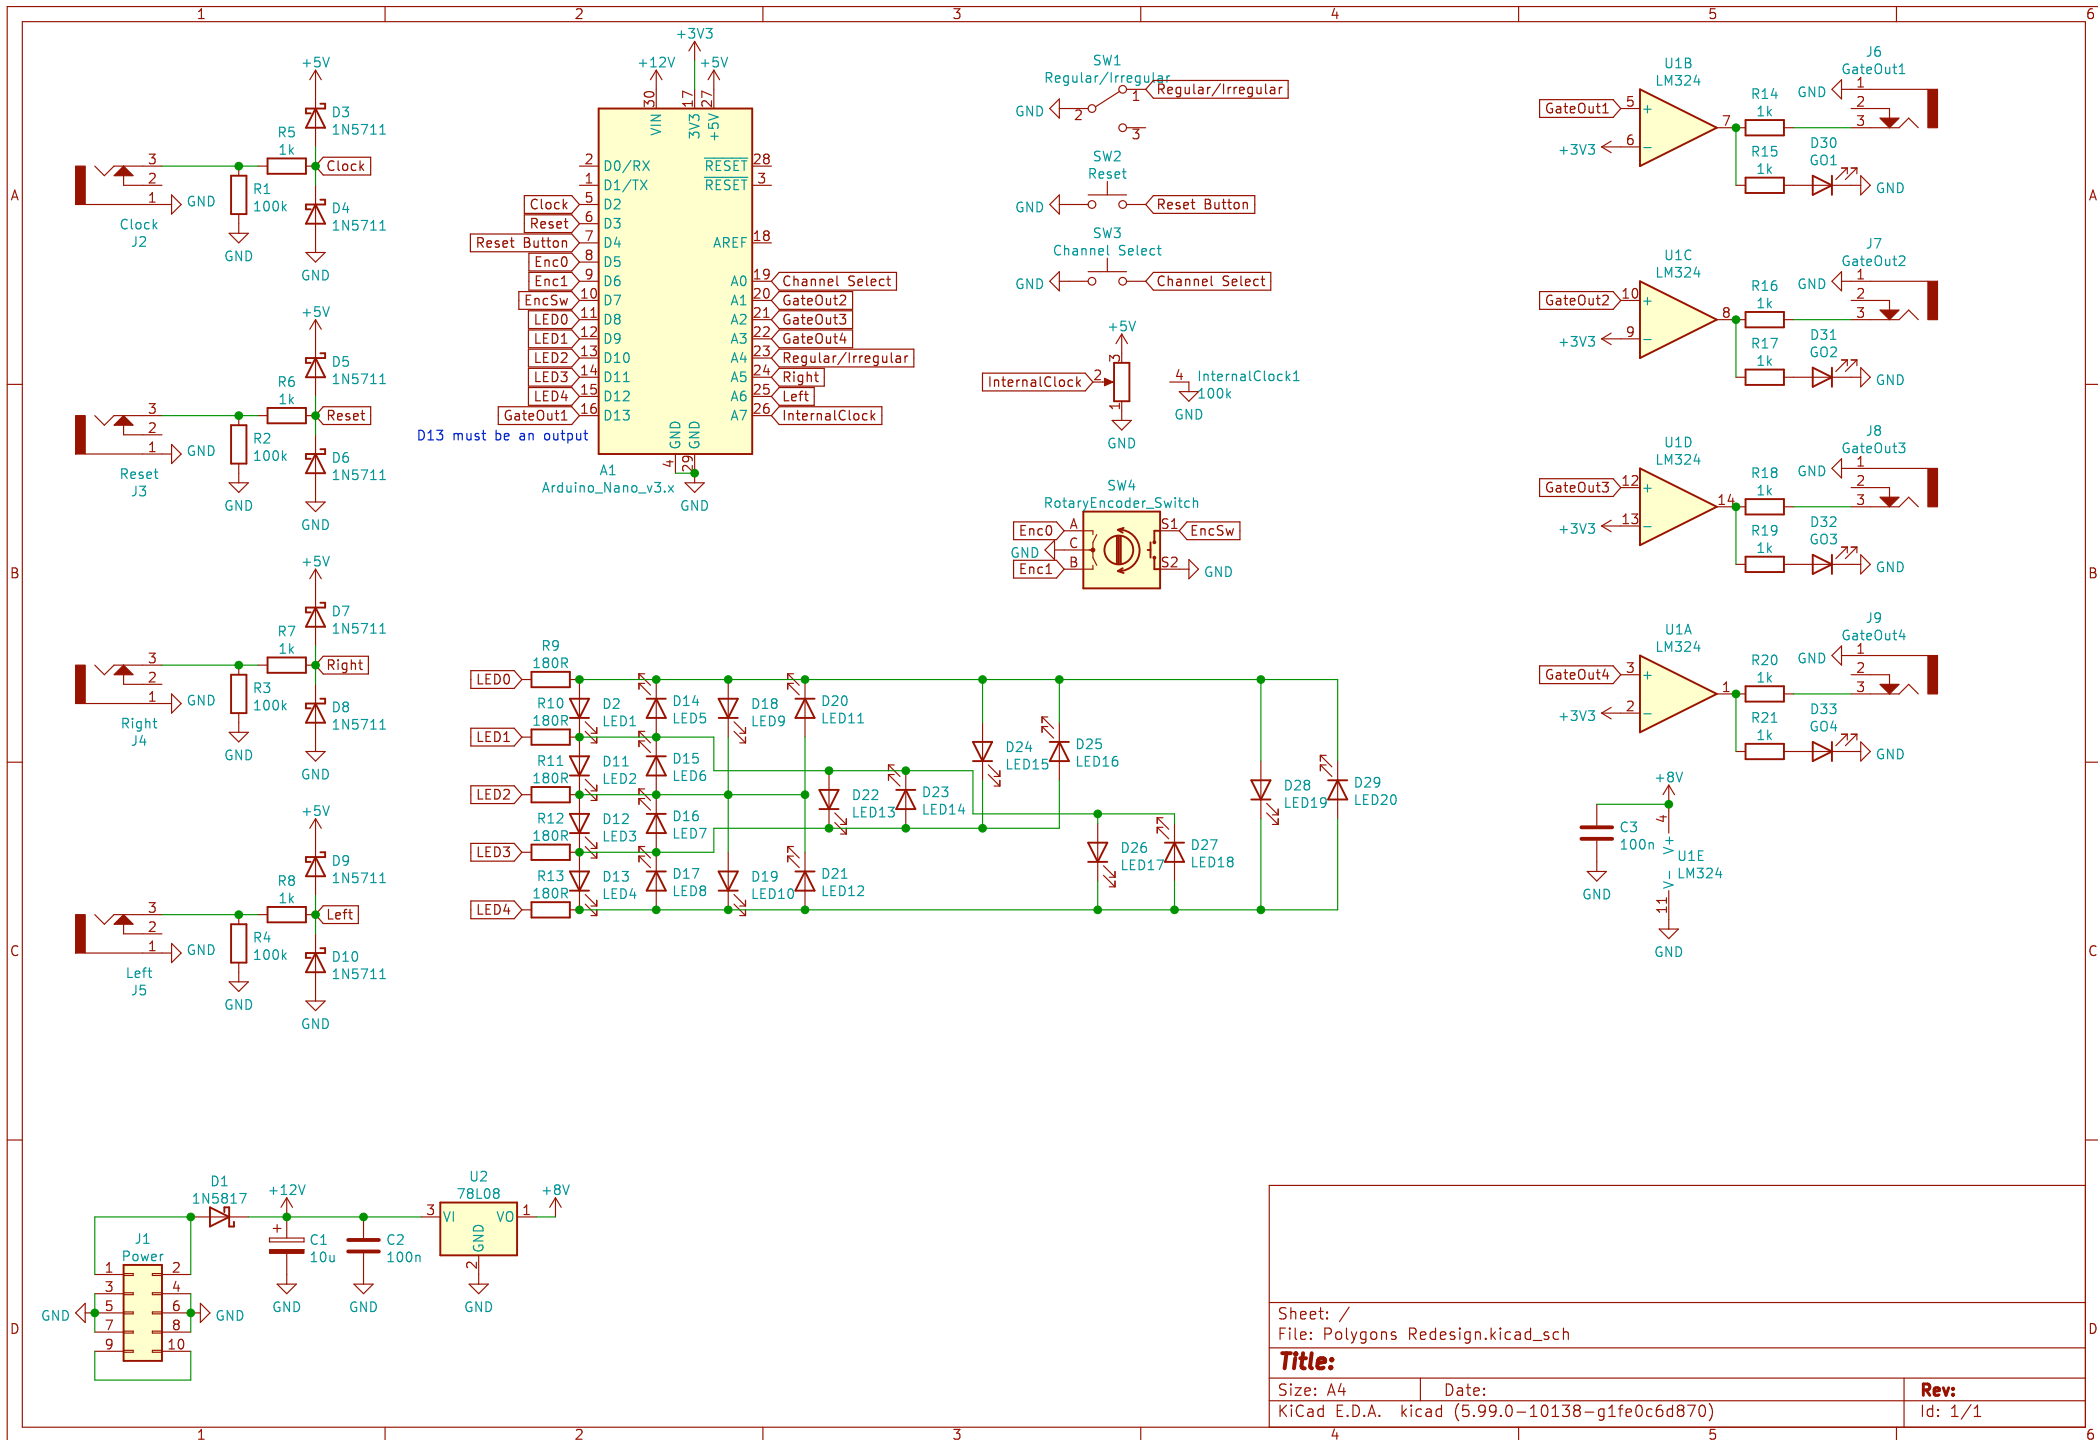 1 2 3 4 5 6
A
B
C
D
+5V
D3
1N5711
R5
1k
Clock
3
2
1
GND
R1
100k
GND
D4
1N5711
GND
Clock
J2
+5V
D5
1N5711
R6
1k
Reset
3
2
1
GND
R2
100k
GND
D6
1N5711
GND
Reset
J3
+5V
D7
1N5711
R7
1k
Right
3
2
1
GND
R3
100k
GND
D8
1N5711
GND
Right
J4
+5V
D9
1N5711
R8
1k
Left
3
2
1
GND
R4
100k
GND
D10
1N5711
GND
Left
J5
+3V3
+12V
+5V
30 17 27
VIN 3V3 +5V
2 D0/RX
1 D1/TX
Clock 5 D2
Reset 6 D3
Reset Button 7 D4
Enc0 8 D5
Enc1 9 D6
EncSw 10 D7
LED0 11 D8
LED1 12 D9
LED2 13 D10
LED3 14 D11
LED4 15 D12
GateOut1 16 D13
RESET 28
RESET 3
AREF 18
A0 19 Channel Select
A1 20 GateOut2
A2 21 GateOut3
A3 22 GateOut4
A4 23 Regular/Irregular
A5 24 Right
A6 25 Left
A7 26 InternalClock
D13 must be an output
GND GND
4 29
A1
Arduino_Nano_v3.x
GND
SW1
Regular/Irregular
GND 2 1 Regular/Irregular
3
SW2
Reset
GND Reset Button
SW3
Channel Select
GND Channel Select
+5V
3
InternalClock 2
1
GND
4 InternalClock1
100k
GND
SW4
RotaryEncoder_Switch
Enc0 A S1 EncSw
GND C
Enc1 B S2 GND
R9
180R
LED0
R10
180R
LED1
R11
180R
LED2
R12
180R
LED3
R13
180R
LED4
D2
LED1
D14
LED5
D18
LED9
D20
LED11
D11
LED2
D15
LED6
D12
LED3
D16
LED7
D13
LED4
D17
LED8
D19
LED10
D21
LED12
D22
LED13
D23
LED14
D24
LED15
D25
LED16
D26
LED17
D27
LED18
D28
LED19
D29
LED20
U1B
LM324
GateOut1 5 +
+3V3 6 -
7
R14
1k
R15
1k
J6
GateOut1
GND 1
2
3
D30
GO1
GND
U1C
LM324
GateOut2 10 +
+3V3 9 -
8
R16
1k
R17
1k
J7
GateOut2
GND 1
2
3
D31
GO2
GND
U1D
LM324
GateOut3 12 +
+3V3 13 -
14
R18
1k
R19
1k
J8
GateOut3
GND 1
2
3
D32
GO3
GND
U1A
LM324
GateOut4 3 +
+3V3 2 -
1
R20
1k
R21
1k
J9
GateOut4
GND 1
2
3
D33
GO4
GND
+8V
C3
100n
GND
4 V+
U1E
LM324
11 V-
GND
D1
1N5817
+12V
+
C1
10u
GND
C2
100n
GND
U2
78L08
3 VI VO 1
GND
2
GND
+8V
J1
Power
1 2
3 4
GND 5 6 GND
7 8
9 10
Sheet: /
File: Polygons Redesign.kicad_sch
Title:
Size: A4 Date: Rev:
KiCad E.D.A. kicad (5.99.0-10138-g1fe0c6d870) Id: 1/1
1 2 3 4 5 6
A
B
C
D